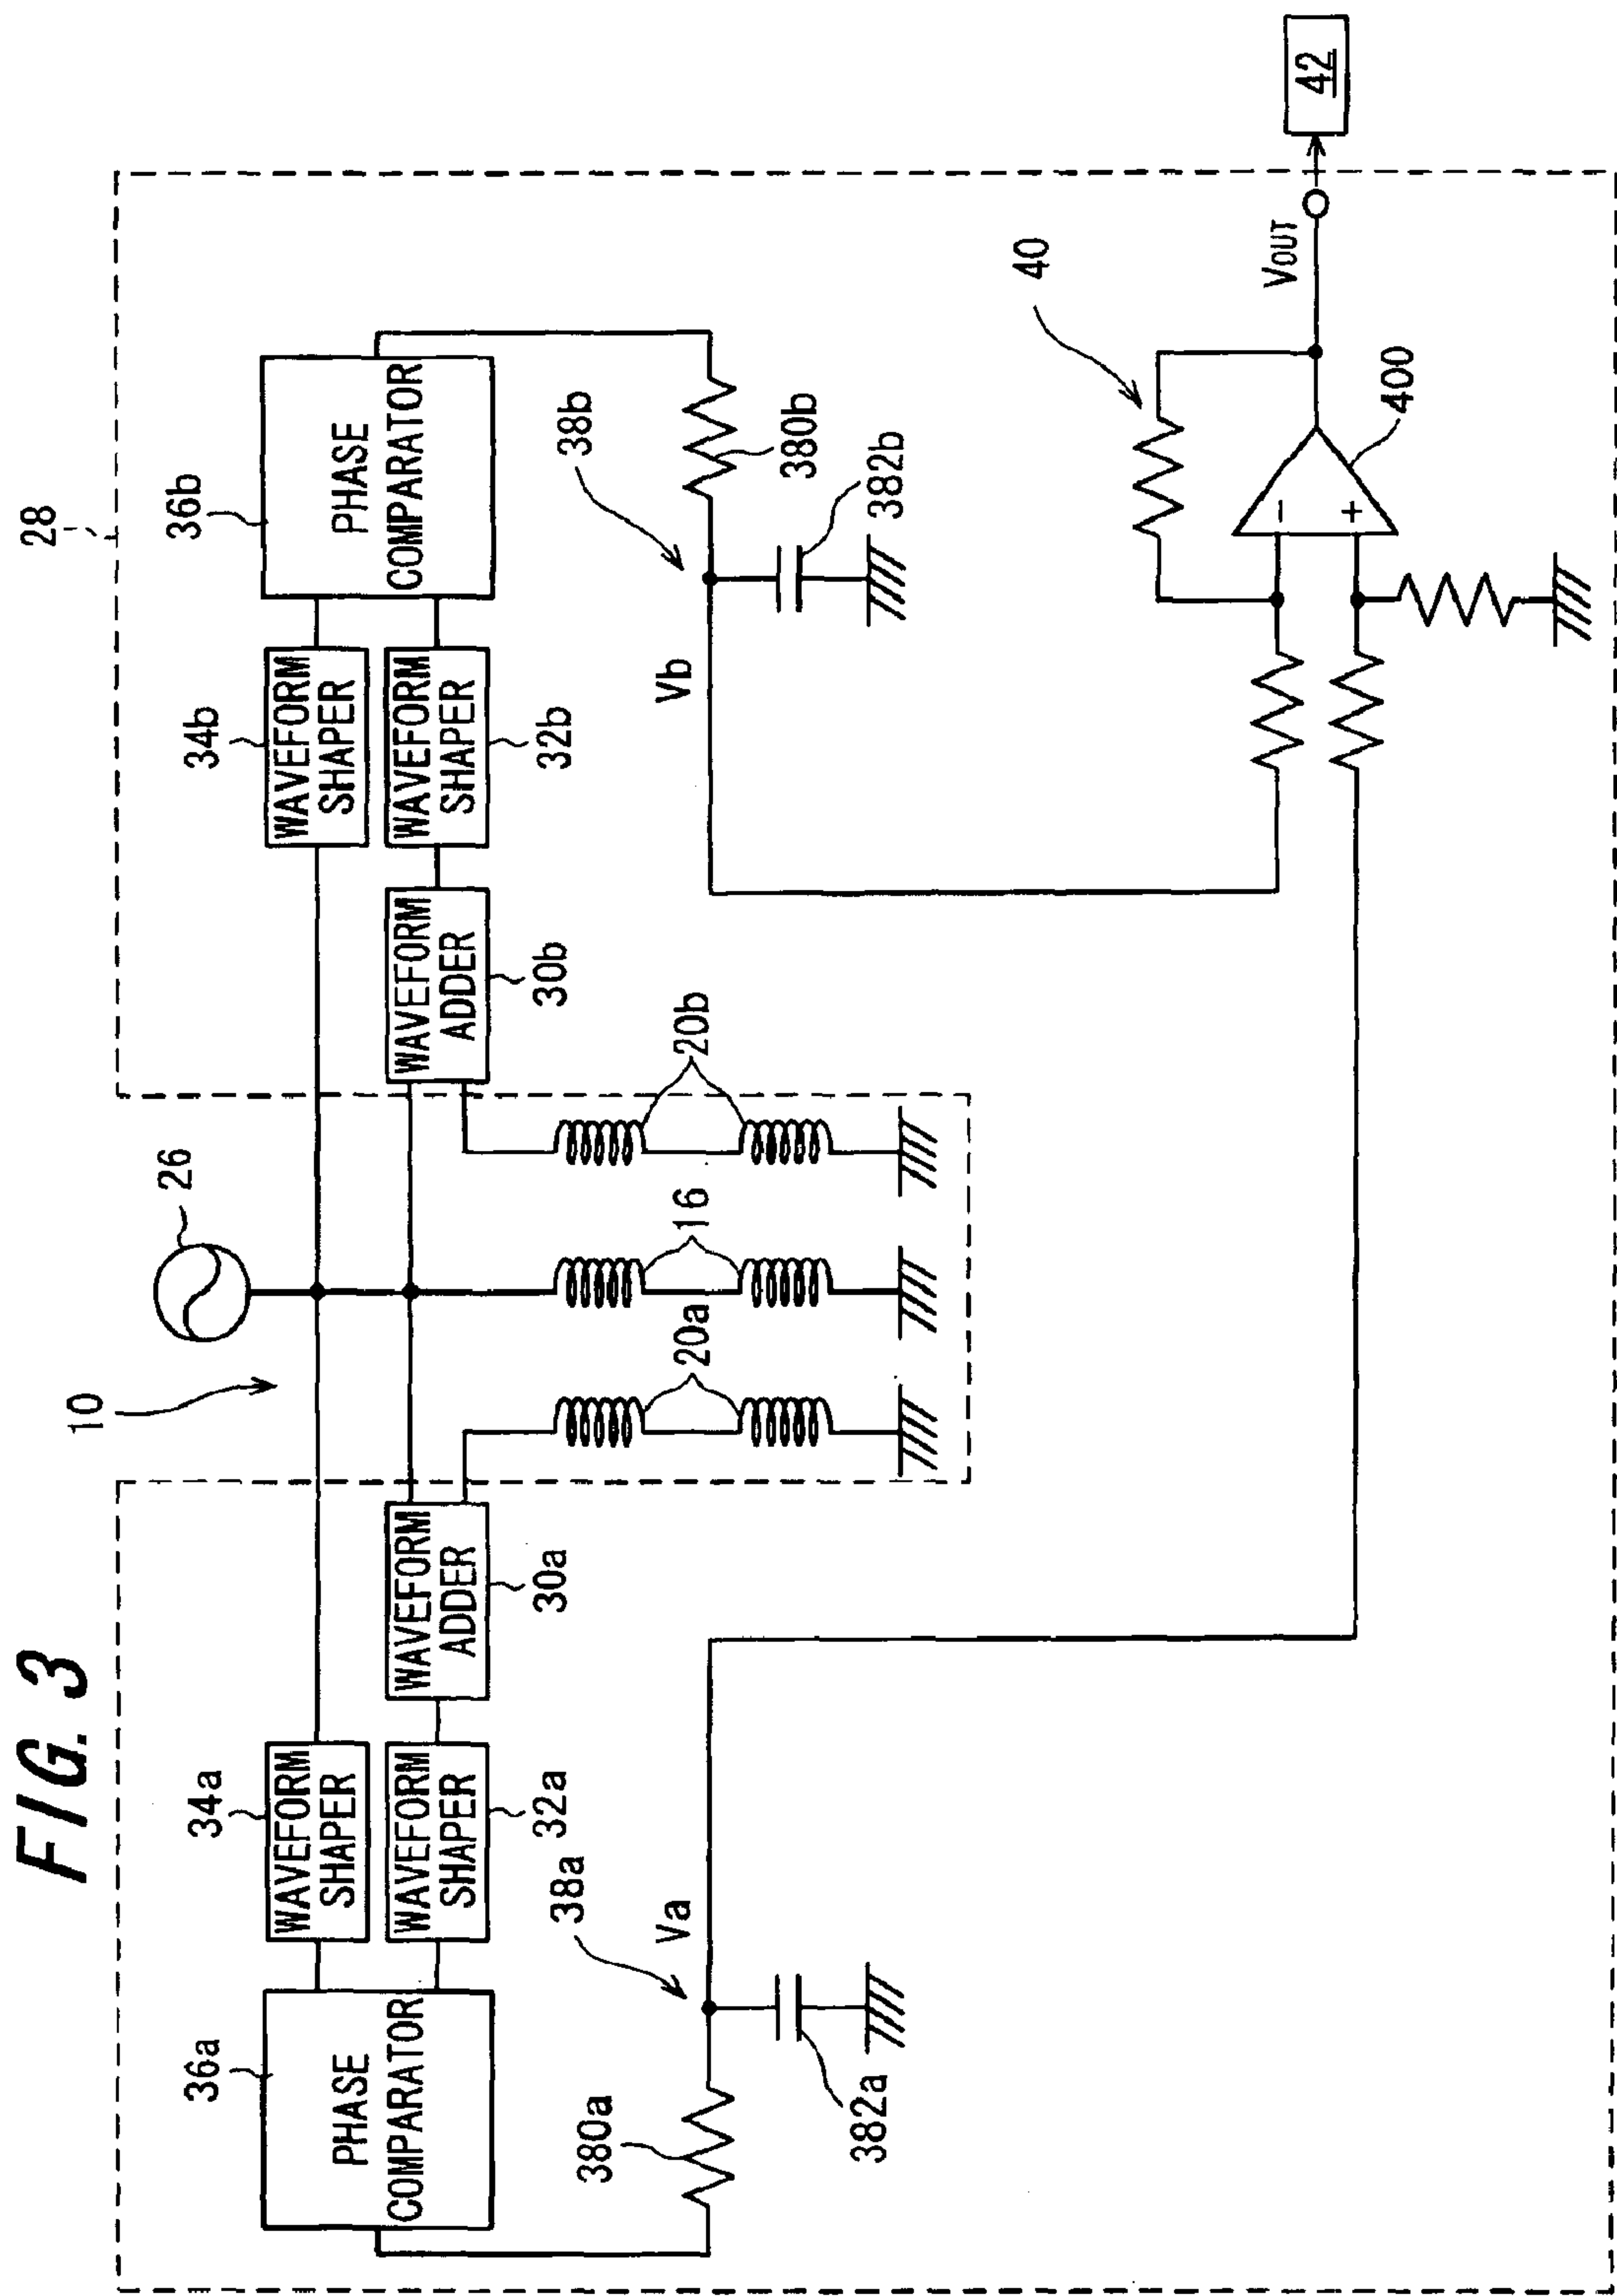 FIG. 3
10
26
28
36a
PHASE
COMPARATOR
34a
WAVEFORM
SHAPER
WAVEFORM
SHAPER
32a
WAVEFORM
ADDER
30a
20a
16
20b
WAVEFORM
ADDER
30b
34b
WAVEFORM
SHAPER
WAVEFORM
SHAPER
32b
36b
PHASE
COMPARATOR
380a
38a
Va
382a
Vb
38b
380b
382b
40
−
+
400
VOUT
42